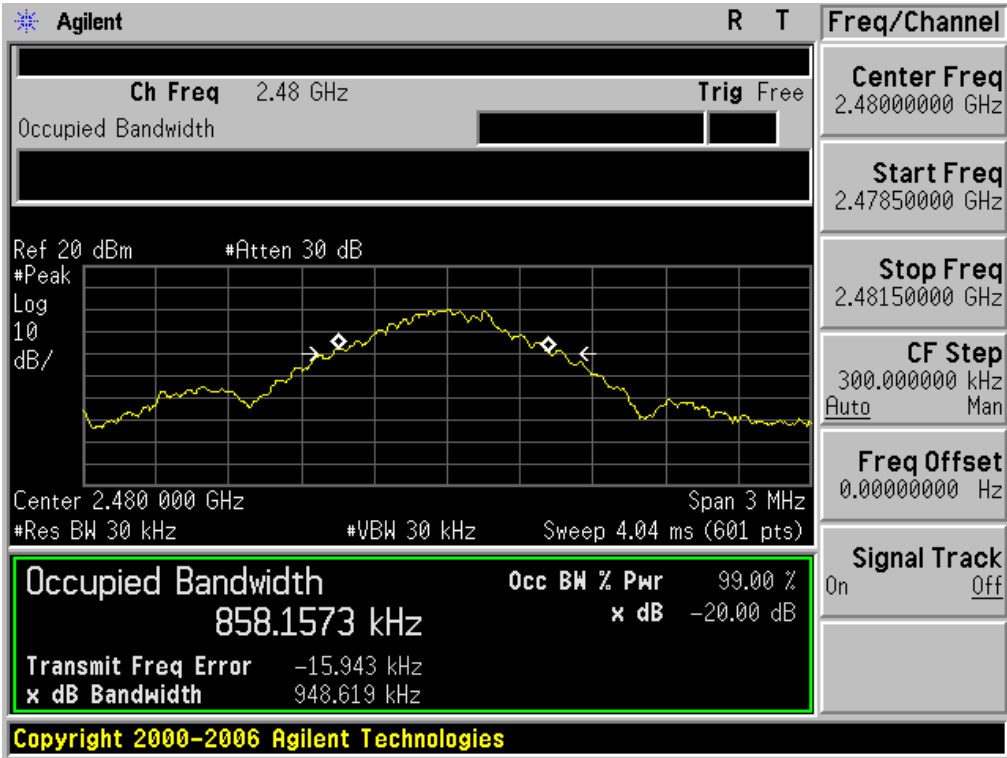 Agilent R T Freq/Channel
Ch Freq 2.48 GHz Trig Free
Occupied Bandwidth
Center Freq
2.48000000 GHz
Start Freq
2.47850000 GHz
Stop Freq
2.48150000 GHz
CF Step
300.000000 kHz
Auto Man
Freq Offset
0.00000000 Hz
Signal Track
On Off
Ref 20 dBm #Atten 30 dB
#Peak
Log
10
dB/
Center 2.480 000 GHz Span 3 MHz
#Res BW 30 kHz #VBW 30 kHz Sweep 4.04 ms (601 pts)
Occupied Bandwidth Occ BW % Pwr 99.00 %
858.1573 kHz x dB -20.00 dB
Transmit Freq Error -15.943 kHz
x dB Bandwidth 948.619 kHz
Copyright 2000-2006 Agilent Technologies